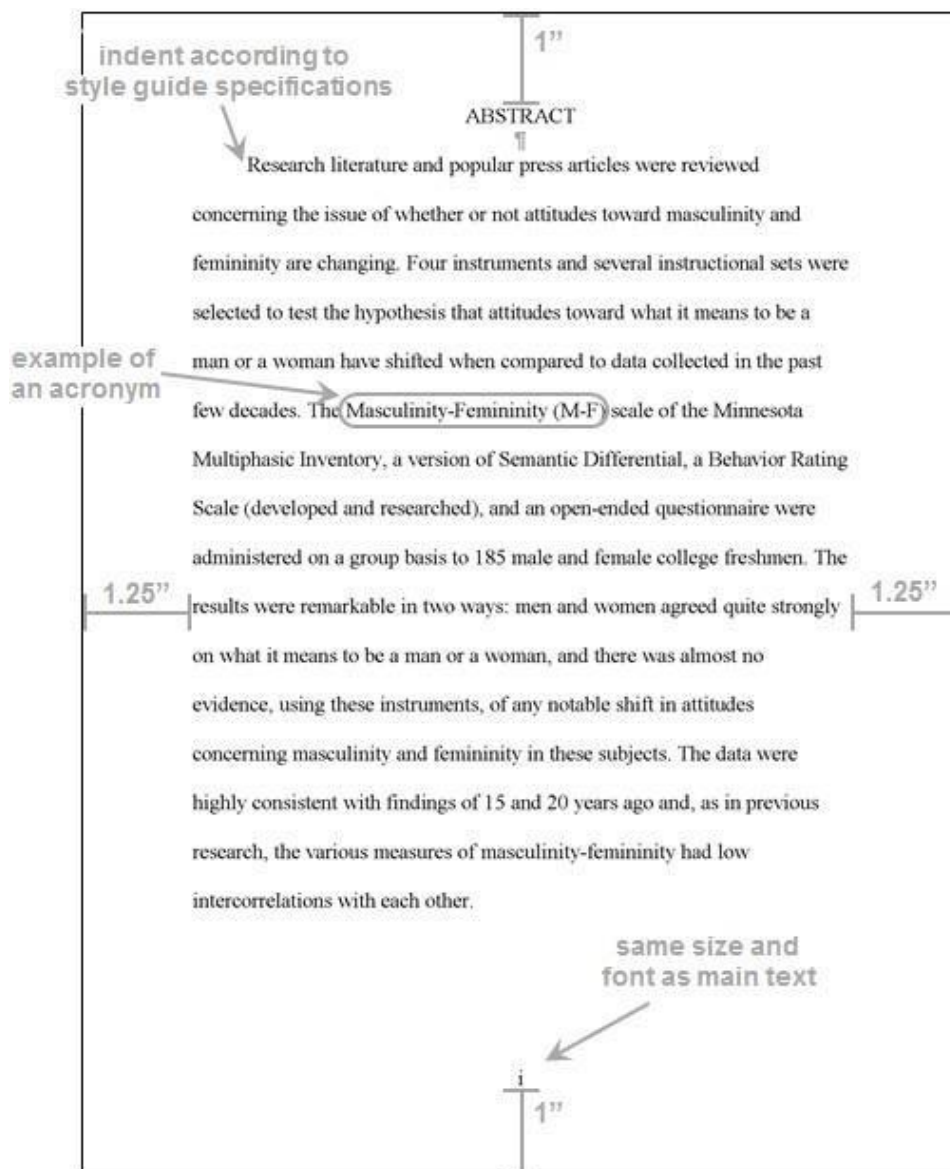 1”
indent according to
style guide specifications
ABSTRACT
¶
Research literature and popular press articles were reviewed
concerning the issue of whether or not attitudes toward masculinity and
femininity are changing. Four instruments and several instructional sets were
selected to test the hypothesis that attitudes toward what it means to be a
man or a woman have shifted when compared to data collected in the past
example of
an acronym
few decades. The Masculinity-Femininity (M-F) scale of the Minnesota
Multiphasic Inventory, a version of Semantic Differential, a Behavior Rating
Scale (developed and researched), and an open-ended questionnaire were
administered on a group basis to 185 male and female college freshmen. The
1.25”
results were remarkable in two ways: men and women agreed quite strongly
1.25”
on what it means to be a man or a woman, and there was almost no
evidence, using these instruments, of any notable shift in attitudes
concerning masculinity and femininity in these subjects. The data were
highly consistent with findings of 15 and 20 years ago and, as in previous
research, the various measures of masculinity-femininity had low
intercorrelations with each other.
same size and
font as main text
i
1”